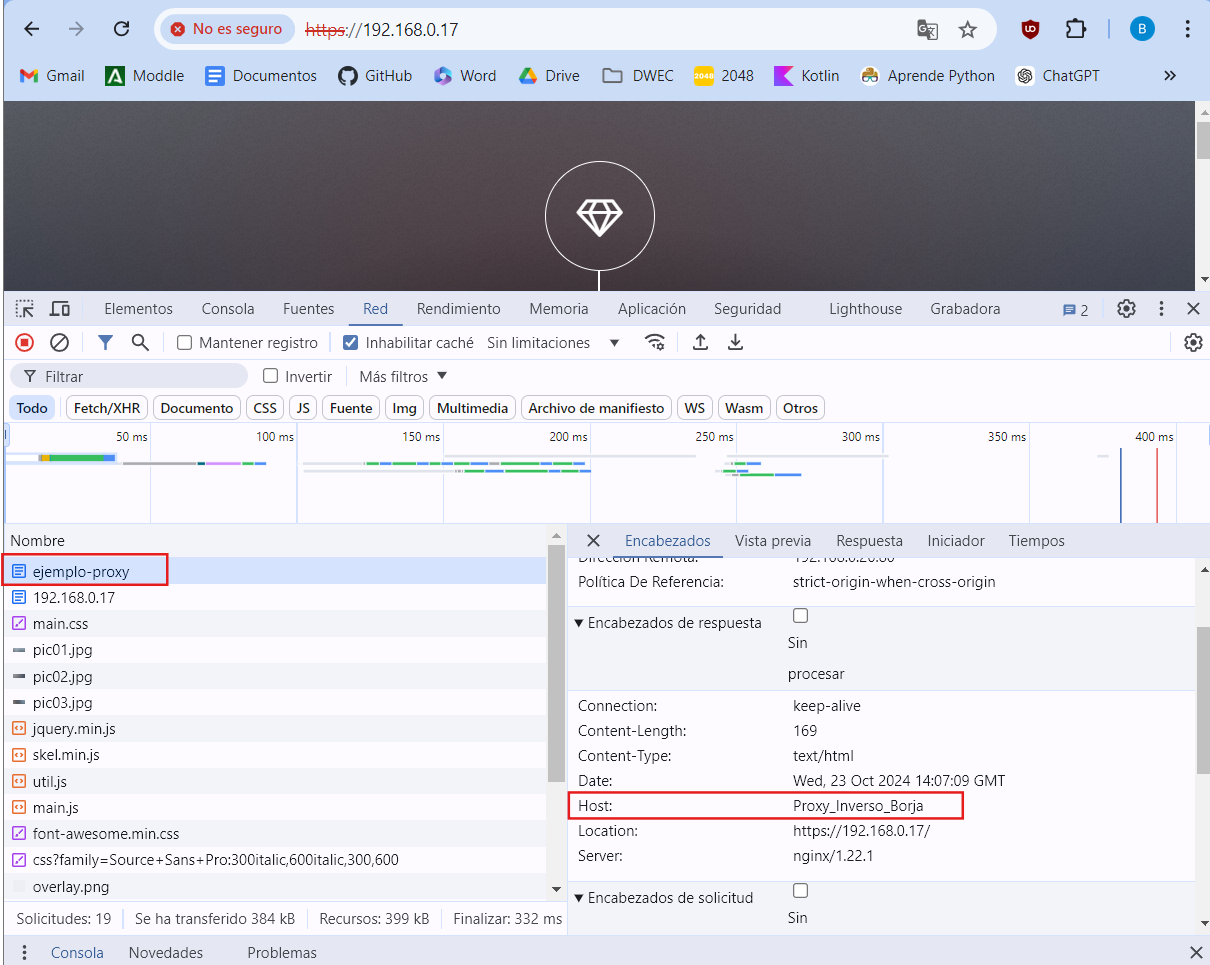 No es seguro https://192.168.0.17 B
Gmail Moddle Documentos GitHub Word Drive DWEC 2048 2048 Kotlin Aprende Python ChatGPT »
Elementos Consola Fuentes Red Rendimiento Memoria Aplicación Seguridad Lighthouse Grabadora 2
Mantener registro Inhabilitar caché Sin limitaciones
Filtrar Invertir Más filtros
Todo Fetch/XHR Documento CSS JS Fuente Img Multimedia Archivo de manifiesto WS Wasm Otros
50 ms 100 ms 150 ms 200 ms 250 ms 300 ms 350 ms 400 ms
Nombre
ejemplo-proxy
192.168.0.17
main.css
pic01.jpg
pic02.jpg
pic03.jpg
jquery.min.js
skel.min.js
util.js
main.js
font-awesome.min.css
css?family=Source+Sans+Pro:300italic,600italic,300,600
overlay.png
Solicitudes: 19 Se ha transferido 384 kB Recursos: 399 kB Finalizar: 332 ms
Encabezados Vista previa Respuesta Iniciador Tiempos
Dirección Remota:
Política De Referencia: strict-origin-when-cross-origin
Encabezados de respuesta
Sin
procesar
Connection: keep-alive
Content-Length: 169
Content-Type: text/html
Date: Wed, 23 Oct 2024 14:07:09 GMT
Host: Proxy_Inverso_Borja
Location: https://192.168.0.17/
Server: nginx/1.22.1
Encabezados de solicitud
Sin
Consola Novedades Problemas